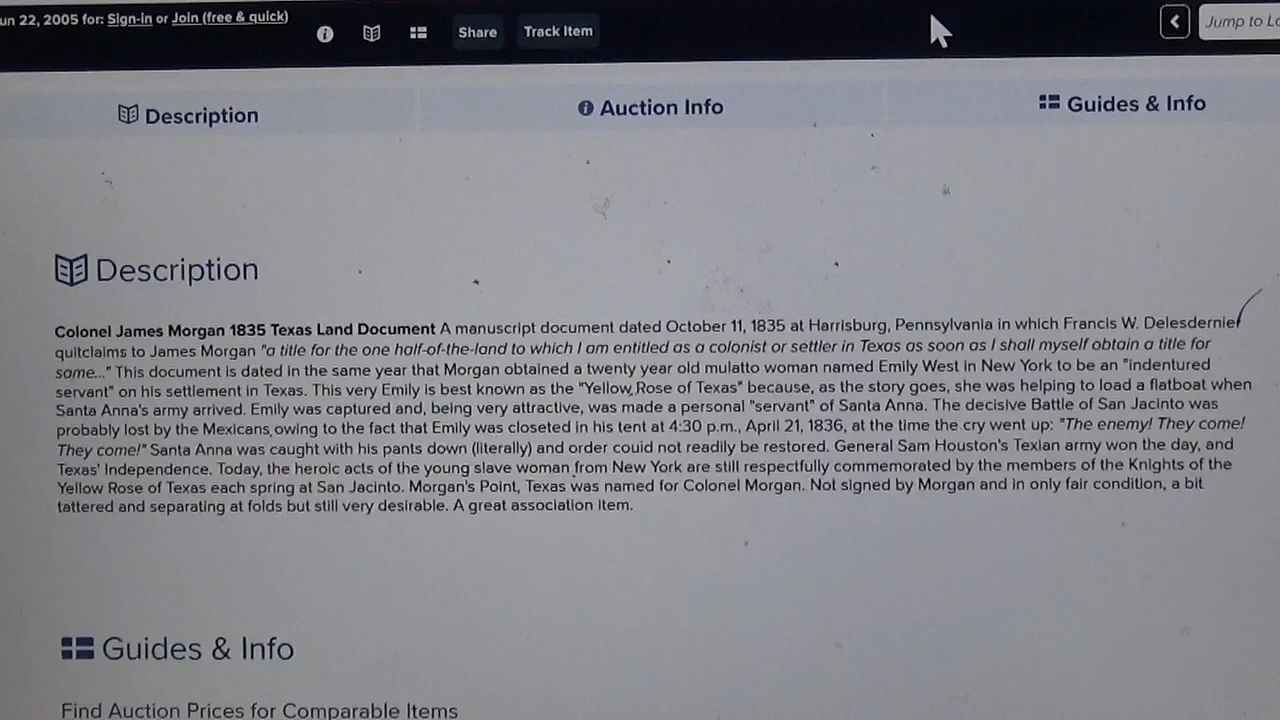 un 22, 2005 for: Sign-in or Join (free & quick)
Share
Track Item
Description
Auction Info
Guides & Info
Description
Colonel James Morgan 1835 Texas Land Document A manuscript document dated October 11, 1835 at Harrisburg, Pennsylvania in which Francis W. Delesdernier
quitclaims to James Morgan "a title for the one half-of-the-land to which I am entitled as a colonist or settler in Texas as soon as I shall myself obtain a title for
same..." This document is dated in the same year that Morgan obtained a twenty year old mulatto woman named Emily West in New York to be an "indentured
servant" on his settlement in Texas. This very Emily is best known as the "Yellow Rose of Texas" because, as the story goes, she was helping to load a flatboat when
Santa Anna's army arrived. Emily was captured and, being very attractive, was made a personal "servant" of Santa Anna. The decisive Battle of San Jacinto was
probably lost by the Mexicans owing to the fact that Emily was closeted in his tent at 4:30 p.m., April 21, 1836, at the time the cry went up: "The enemy! They come!
They come!" Santa Anna was caught with his pants down (literally) and order could not readily be restored. General Sam Houston's Texian army won the day, and
Texas' Independence. Today, the heroic acts of the young slave woman from New York are still respectfully commemorated by the members of the Knights of the
Yellow Rose of Texas each spring at San Jacinto. Morgan's Point, Texas was named for Colonel Morgan. Not signed by Morgan and in only fair condition, a bit
tattered and separating at folds but still very desirable. A great association item.
Guides & Info
Find Auction Prices for Comparable Items